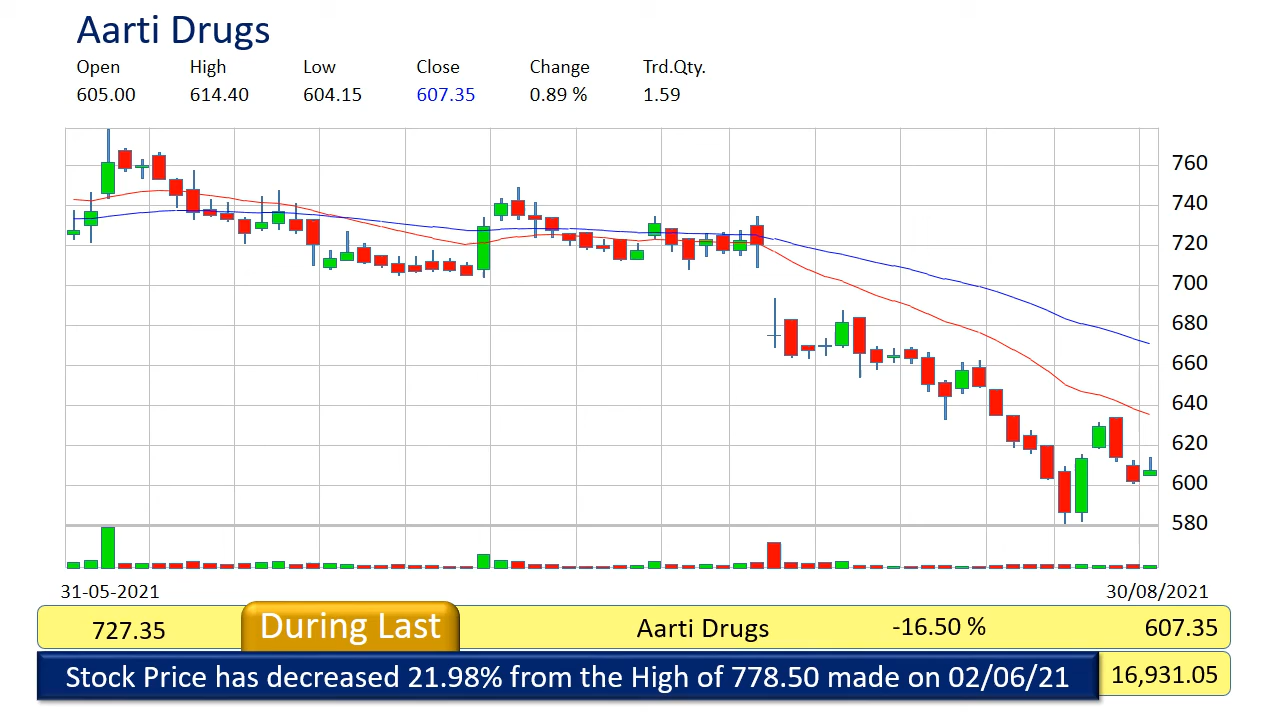 Aarti Drugs
Open High Low Close Change Trd.Qty.
605.00 614.40 604.15 607.35 0.89 % 1.59
760
740
720
700
680
660
640
620
600
580
31-05-2021 30/08/2021
727.35 During Last Aarti Drugs -16.50 % 607.35
Stock Price has decreased 21.98% from the High of 778.50 made on 02/06/21 16,931.05